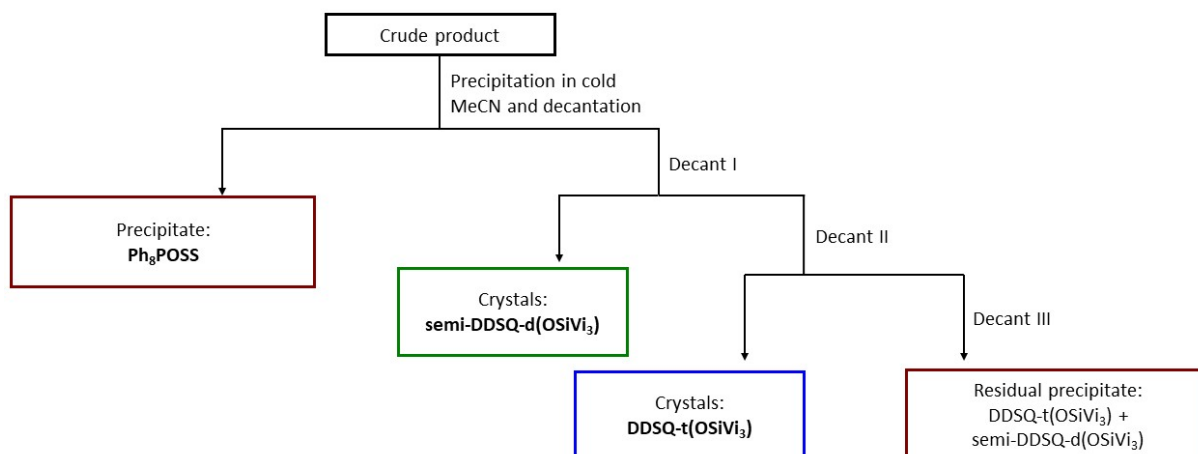 Crude product
Precipitation in cold
MeCN and decantation
Decant I
Precipitate:
Ph₈POSS
Decant II
Crystals:
semi-DDSQ-d(OSiVi₃)
Decant III
Crystals:
DDSQ-t(OSiVi₃)
Residual precipitate:
DDSQ-t(OSiVi₃) +
semi-DDSQ-d(OSiVi₃)